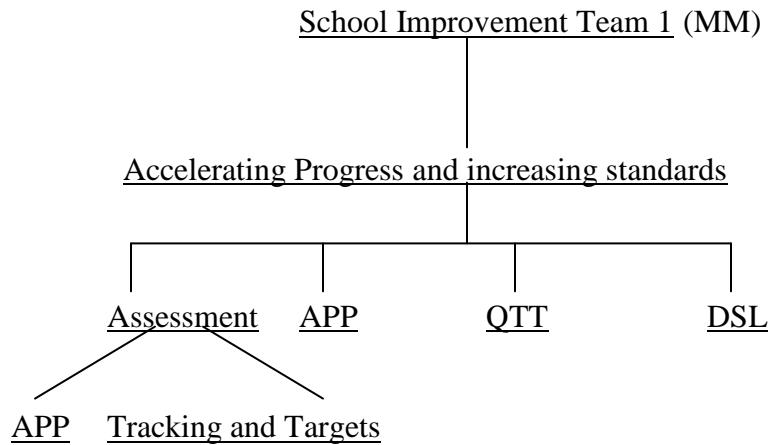 School Improvement Team 1 (MM)
Accelerating Progress and increasing standards
Assessment APP QTT DSL
APP Tracking and Targets